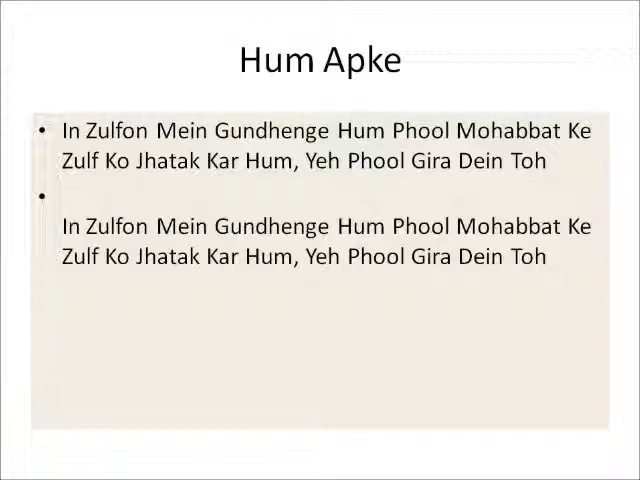 Hum Apke
• In Zulfon Mein Gundhenge Hum Phool Mohabbat Ke
Zulf Ko Jhatak Kar Hum, Yeh Phool Gira Dein Toh
•
In Zulfon Mein Gundhenge Hum Phool Mohabbat Ke
Zulf Ko Jhatak Kar Hum, Yeh Phool Gira Dein Toh